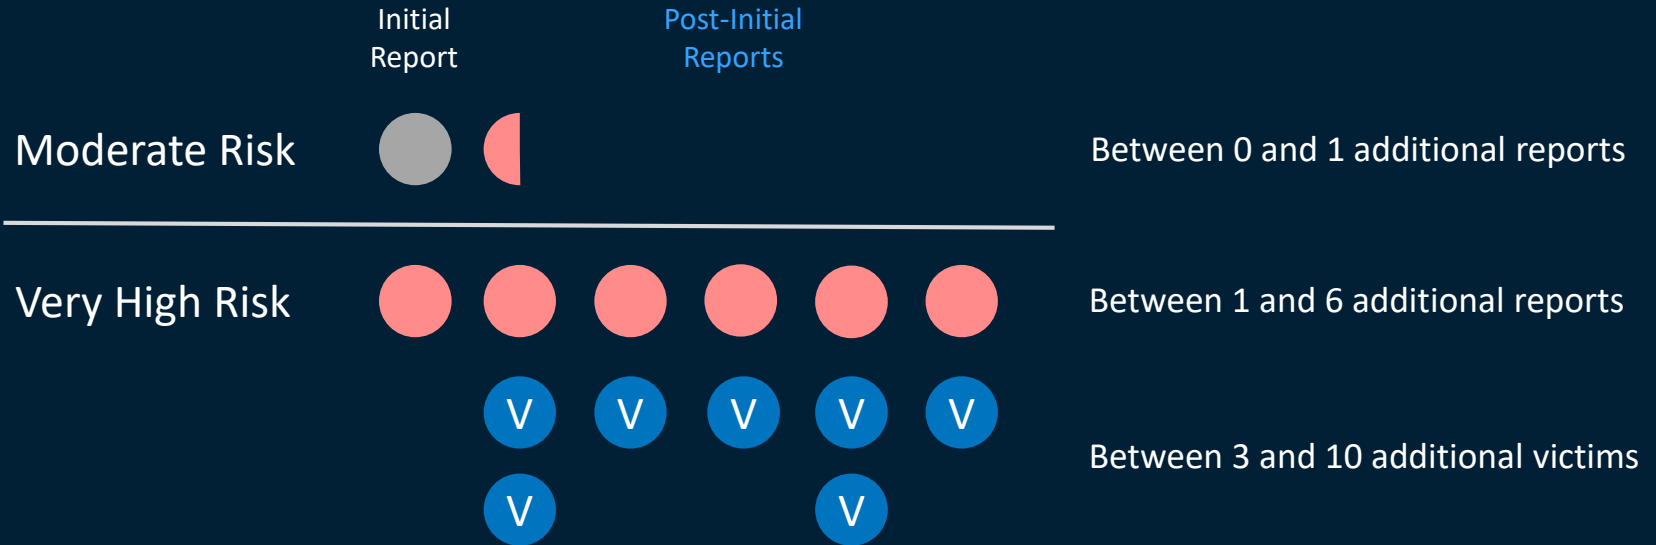 Initial
Report
Post-Initial
Reports
Moderate Risk
Between 0 and 1 additional reports
Very High Risk
Between 1 and 6 additional reports
V V V V V
Between 3 and 10 additional victims
V V